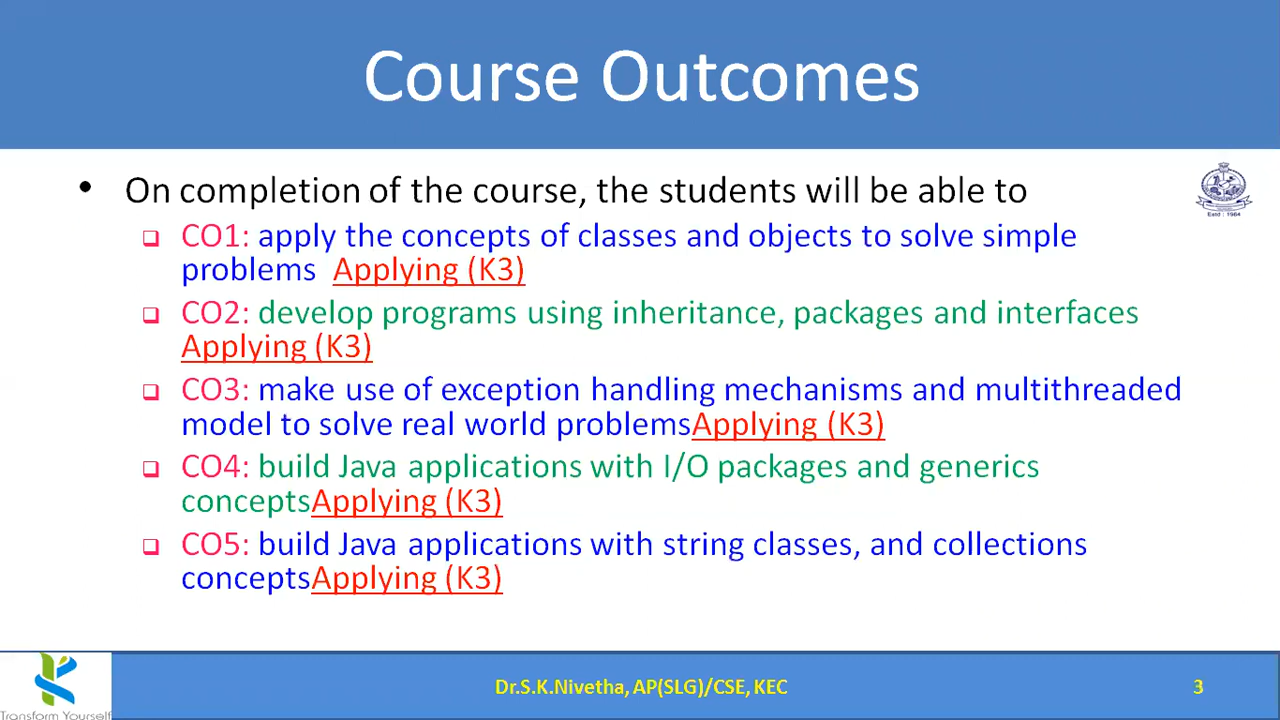 Course Outcomes
• On completion of the course, the students will be able to
CO1: apply the concepts of classes and objects to solve simple
problems Applying (K3)
CO2: develop programs using inheritance, packages and interfaces
Applying (K3)
CO3: make use of exception handling mechanisms and multithreaded
model to solve real world problemsApplying (K3)
CO4: build Java applications with I/O packages and generics
conceptsApplying (K3)
CO5: build Java applications with string classes, and collections
conceptsApplying (K3)
Estd : 1984
Transform Yourself
Dr.S.K.Nivetha, AP(SLG)/CSE, KEC
3